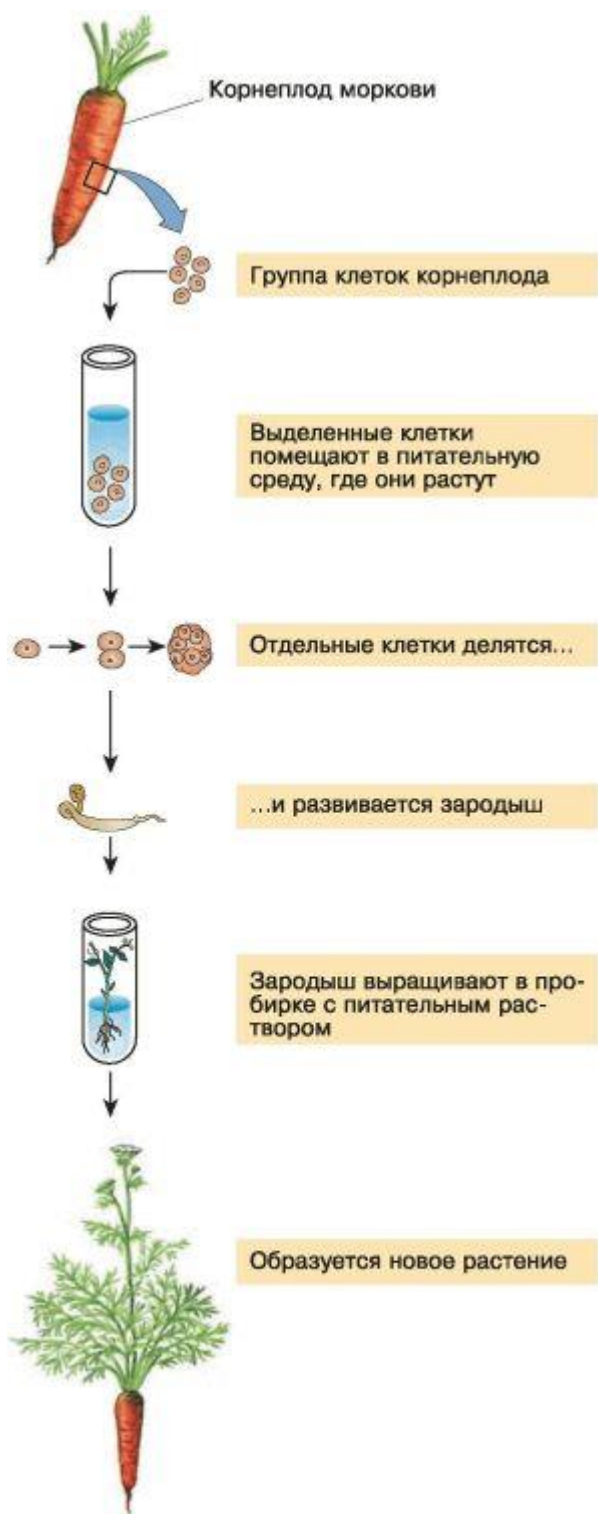 Корнеплод моркови
Группа клеток корнеплода
Выделенные клетки
помещают в питательную
среду, где они растут
Отдельные клетки делятся...
...и развивается зародыш
Зародыш выращивают в про-
бирке с питательным рас-
твором
Образуется новое растение